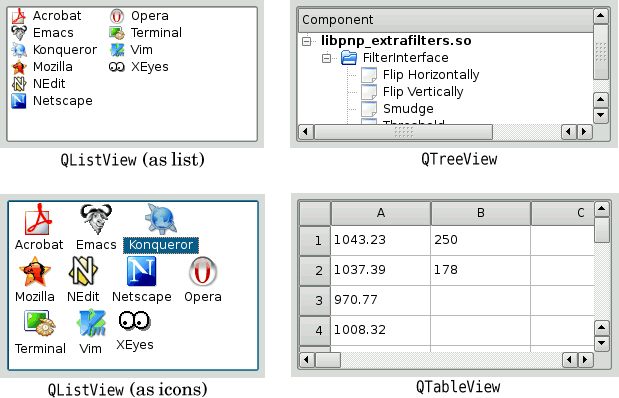 Acrobat
Opera
Emacs
Terminal
Konqueror
Vim
Mozilla
XEyes
NEdit
Netscape
QListView (as list)
Component
libpnp_extrafilters.so
FilterInterface
Flip Horizontally
Flip Vertically
Smudge
Threshold
QTreeView
Acrobat Emacs Konqueror
Mozilla NEdit Netscape Opera
Terminal Vim XEyes
QListView (as icons)
A B C
1 1043.23 250
2 1037.39 178
3 970.77
4 1008.32
QTableView